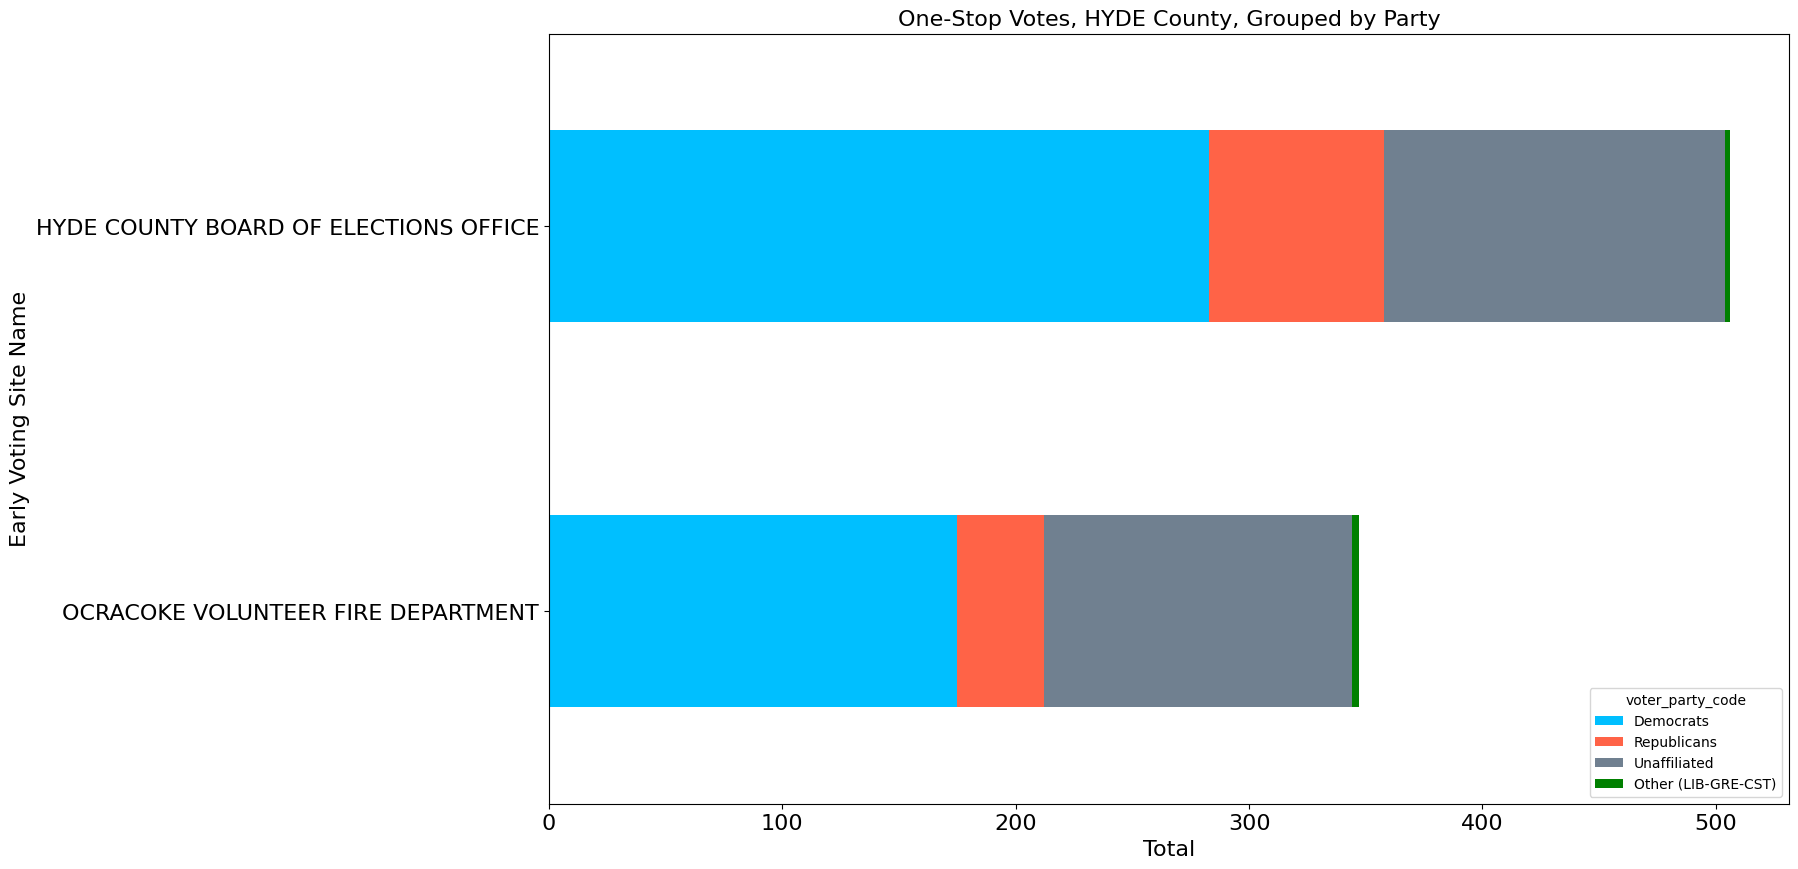 One-Stop Votes, HYDE County, Grouped by Party
Early Voting Site Name
HYDE COUNTY BOARD OF ELECTIONS OFFICE
OCRACOKE VOLUNTEER FIRE DEPARTMENT
voter_party_code
Democrats
Republicans
Unaffiliated
Other (LIB-GRE-CST)
0 100 200 300 400 500
Total